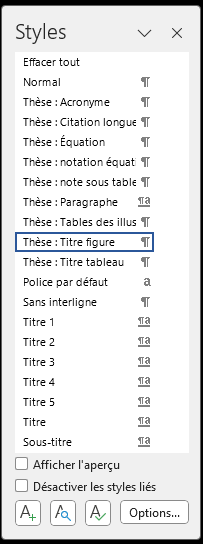 Styles
Effacer tout
Normal
Thèse : Acronyme
Thèse : Citation longue
Thèse : Équation
Thèse : notation équati
Thèse : note sous table
Thèse : Paragraphe
Thèse : Tables des illus
Thèse : Titre figure
Thèse : Titre tableau
Police par défaut
Sans interligne
Titre 1
Titre 2
Titre 3
Titre 4
Titre 5
Titre
Sous-titre
Afficher l'aperçu
Désactiver les styles liés
Options...